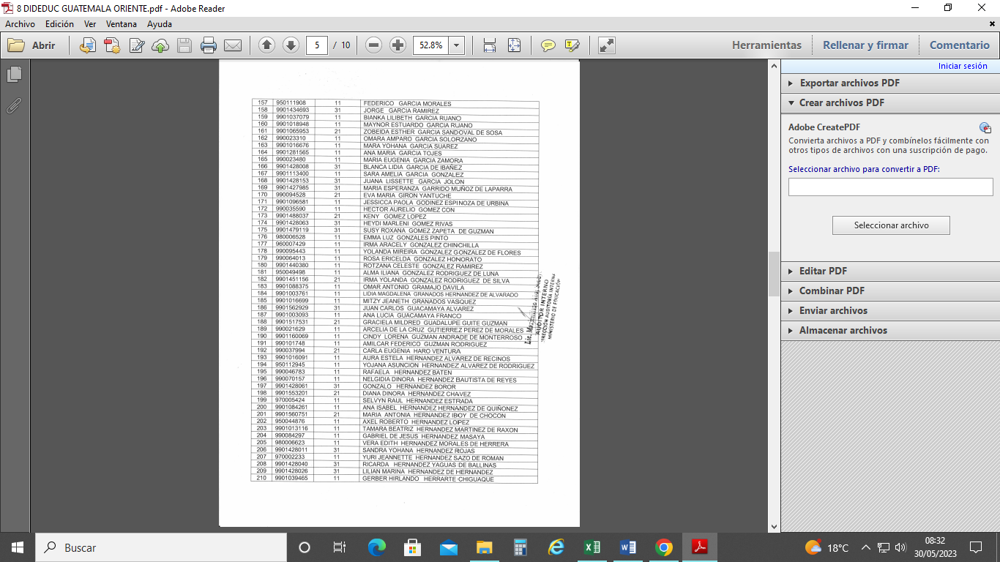 8 DIDEDUC GUATEMALA ORIENTE.pdf - Adobe Reader
Archivo Edición Ver Ventana Ayuda
Abrir 5 / 10 52.8% Herramientas Rellenar y firmar Comentario
Iniciar sesión
Exportar archivos PDF
Crear archivos PDF
Adobe CreatePDF
Convierta archivos a PDF y combínelos fácilmente con
otros tipos de archivos con una suscripción de pago.
Seleccionar archivo para convertir a PDF:
Seleccionar archivo
Editar PDF
Combinar PDF
Enviar archivos
Almacenar archivos
157 950111908 11 FEDERICO GARCIA MORALES
158 9901434693 31 JORGE GARCIA RAMIREZ
159 9901037079 11 BIANKA LILIBETH GARCIA RUANO
160 9901018948 11 MAYNOR ESTUARDO GARCIA RUANO
161 9901065953 21 ZOBEIDA ESTHER GARCIA SANDOVAL DE SOSA
162 990023310 11 OMARA AMPARO GARCIA SOLORZANO
163 9901016676 11 MARA YOHANA GARCIA SUAREZ
164 9901281565 11 ANA MARIA GARCIA TOJES
165 990023480 11 MARIA EUGENIA GARCIA ZAMORA
166 9901428008 31 BLANCA LIDIA GARCIA DE IBAÑEZ
167 9901113400 11 SARA AMELIA GARCIA GONZALEZ
168 9901428153 31 JUANA LISSETTE GARCIA JOLON
169 9901427985 31 MARIA ESPERANZA GARRIDO MUÑOZ DE LAPARRA
170 990094528 21 EVA MARIA GIRON YANTUCHE
171 9901096581 11 JESSICCA PAOLA GODINEZ ESPINOZA DE URBINA
172 990035590 11 HECTOR AURELIO GOMEZ CON
173 9901488037 21 KENY GOMEZ LOPEZ
174 9901428063 31 HEYDI MARLENI GOMEZ RIVAS
175 9901479119 31 SUSY ROXANA GOMEZ ZAPETA DE GUZMAN
176 980006528 11 EMMA LUZ GONZALES PINTO
177 960007429 11 IRMA ARACELY GONZALEZ CHINCHILLA
178 990095443 11 YOLANDA MIREIRA GONZALEZ GONZALEZ DE FLORES
179 990064013 11 ROSA ERICELDA GONZALEZ HONORATO
180 9901440380 11 ROTZANA CELESTE GONZALEZ RAMIREZ
181 950049498 11 ALMA ILIANA GONZALEZ RODRIGUEZ DE LUNA
182 9901451156 21 IRMA YOLANDA GONZALEZ RODRIGUEZ DE SILVA
183 9901088375 11 OMAR ANTONIO GRAMAJO DAVILA
184 9901003761 11 LIDIA MAGDALENA GRANADOS HERNANDEZ DE ALVARADO
185 9901016699 11 MITZY JEANETH GRANADOS VASQUEZ
186 9901562929 31 JUAN CARLOS GUACAMAYA ALVAREZ
187 9901003093 11 ANA LUCIA GUACAMAYA FRANCO
188 9901517531 21 GRACIELA MILDRED GUADALUPE GUITE GUZMAN
189 990021629 11 ARCELIA DE LA CRUZ GUTIERREZ PEREZ DE MORALES
190 9901160069 11 CINDY LORENA GUZMAN ANDRADE DE MONTERROSO
191 990101748 11 AMILCAR FEDERICO GUZMAN RODRIGUEZ
192 990037994 21 CARLA EUGENIA HARO VENTURA
193 9901016091 11 AURA ESTELA HERNANDEZ ALVAREZ DE RECINOS
194 950112945 11 YOJANA ASUNCION HERNANDEZ ALVAREZ DE RODRIGUEZ
195 990046783 11 RAFAELA HERNANDEZ BATEN
196 990070157 11 NELGIDIA DINORA HERNANDEZ BAUTISTA DE REYES
197 9901428061 31 GONZALO HERNANDEZ BOROR
198 9901553201 21 DIANA DINORA HERNANDEZ CHAVEZ
199 970005424 11 SELVYN RAUL HERNANDEZ ESTRADA
200 9901084261 11 ANA ISABEL HERNANDEZ HERNANDEZ DE QUIÑONEZ
201 9901560751 21 MARIA ANTONIA HERNANDEZ IBOY DE CHOCON
202 950044876 11 AXEL ROBERTO HERNANDEZ LOPEZ
203 9901013116 11 TAMARA BEATRIZ HERNANDEZ MARTINEZ DE RAXON
204 990084297 11 GABRIEL DE JESUS HERNANDEZ MASAYA
205 980006623 11 VERA EDITH HERNANDEZ MORALES DE HERRERA
206 9901428011 31 SANDRA YOHANA HERNANDEZ ROJAS
207 970002233 11 YURI JEANNETTE HERNANDEZ SAZO DE ROMAN
208 9901428040 31 RICARDA HERNANDEZ YAGUAS DE BALLINAS
209 9901428026 31 LILIAN MARINA HERNANDEZ DE HERNANDEZ
210 9901039465 11 GERBER HIRLANDO HERRARTE CHIGUAQUE
AUDITOR INTERNO
DIRECCIÓN AUDITORÍA INTERNA
MINISTERIO DE EDUCACIÓN
Buscar
18°C
08:32
30/05/2023